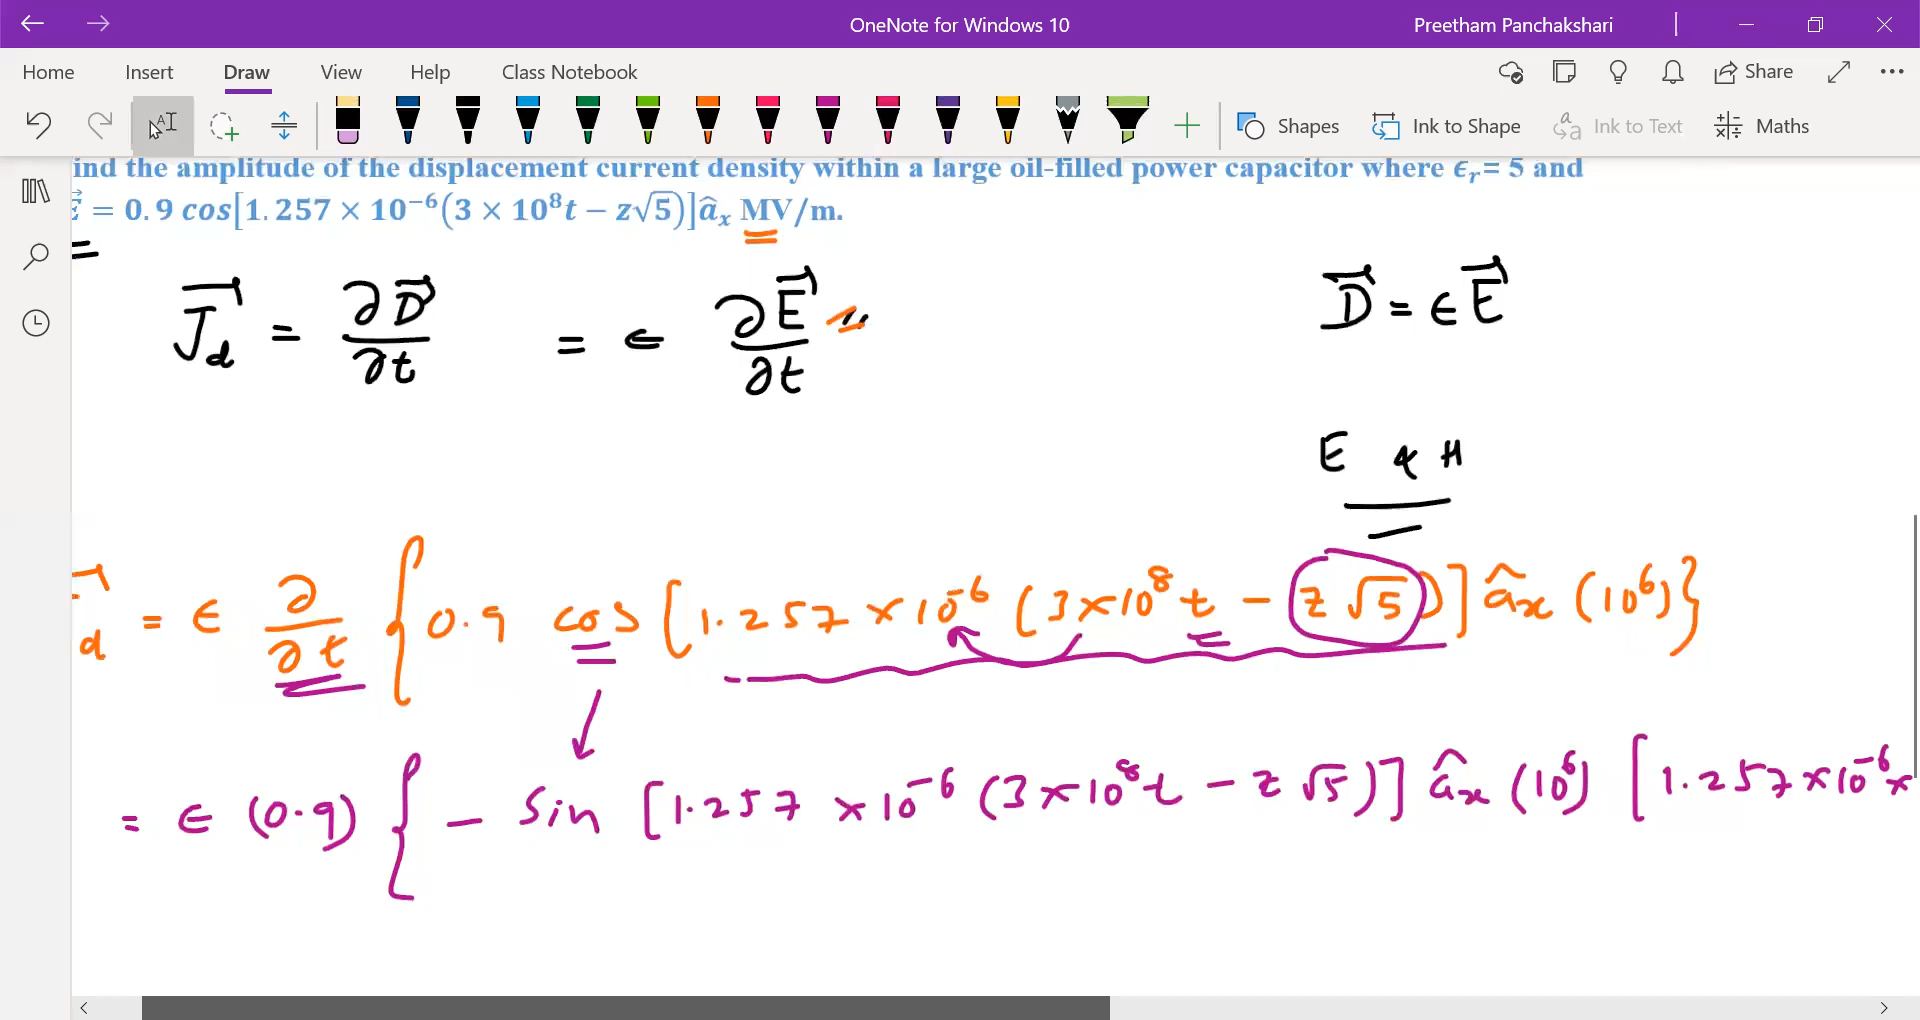 OneNote for Windows 10
Preetham Panchakshari
Home Insert Draw View Help Class Notebook Share
Shapes Ink to Shape Ink to Text Maths
ind the amplitude of the displacement current density within a large oil-filled power capacitor where ϵᵣ= 5 and
E⃗ = 0.9 cos[1.257 × 10⁻⁶(3 × 10⁸t − z√5)]âₓ MV/m.
J⃗d = ∂D⃗/∂t = ϵ ∂E⃗/∂t
D⃗ = ϵE⃗
E & H
d = ϵ ∂/∂t {0.9 cos [1.257 × 10⁻⁶ (3×10⁸ t − z √5)] âx (10⁶)}
= ϵ (0.9) { − Sin [1.257 × 10⁻⁶ (3 × 10⁸ t − z √5)] âx (10⁶) [1.257×10⁻⁶ ×